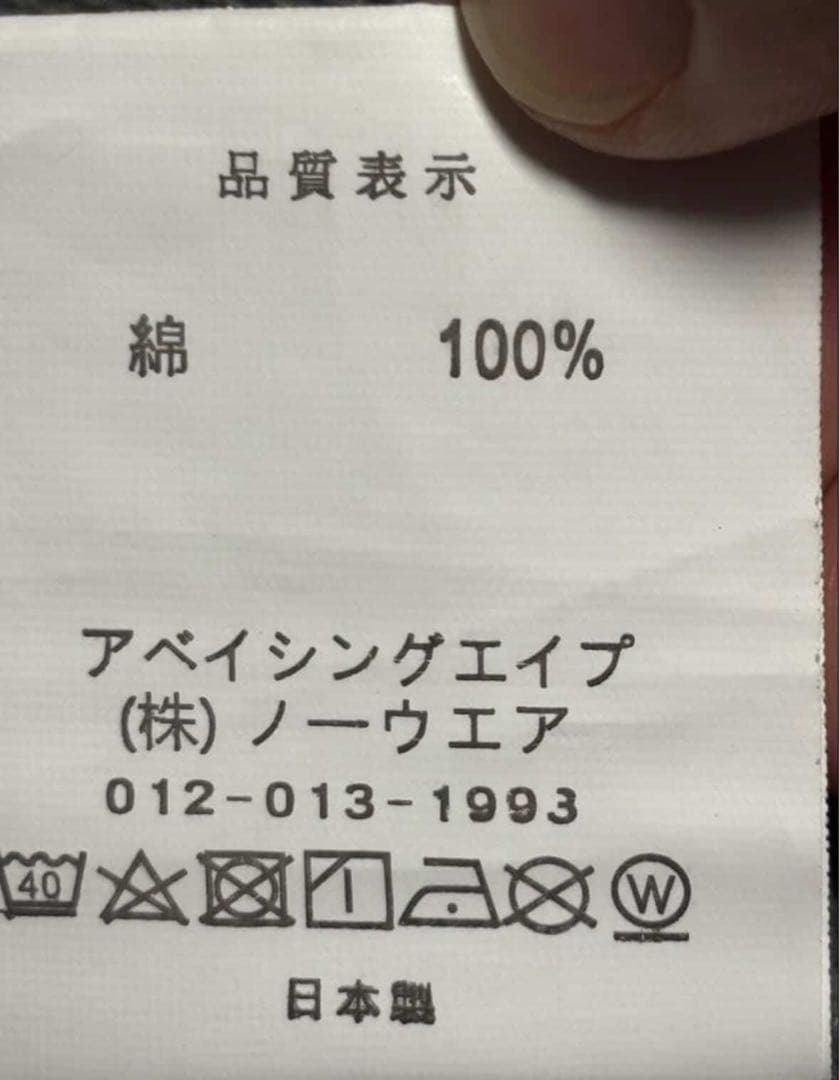 品質表示
綿 100%
アベイシングエイプ
(株)ノーウエア
012-013-1993
40 W
日本製